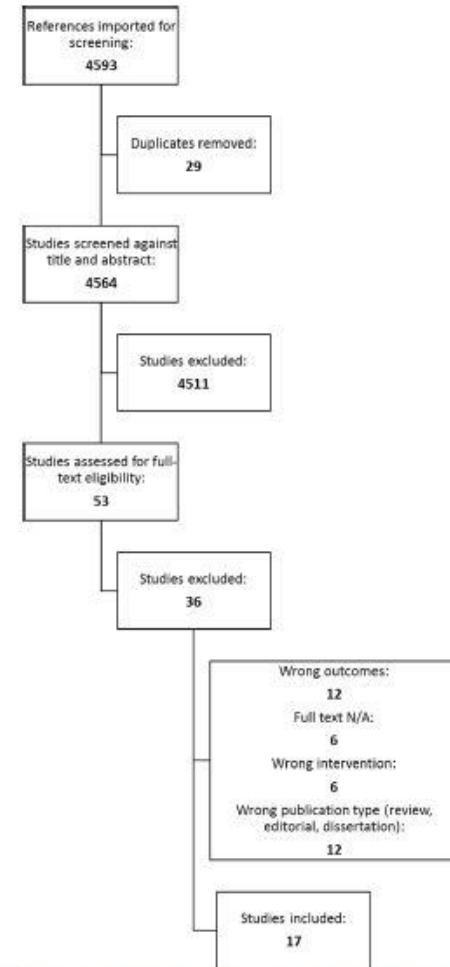 References imported for
screening:
4593
Duplicates removed:
29
Studies screened against
title and abstract:
4564
Studies excluded:
4511
Studies assessed for full-
text eligibility:
53
Studies excluded:
36
Wrong outcomes:
12
Full text N/A:
6
Wrong intervention:
6
Wrong publication type (review,
editorial, dissertation):
12
Studies included:
17